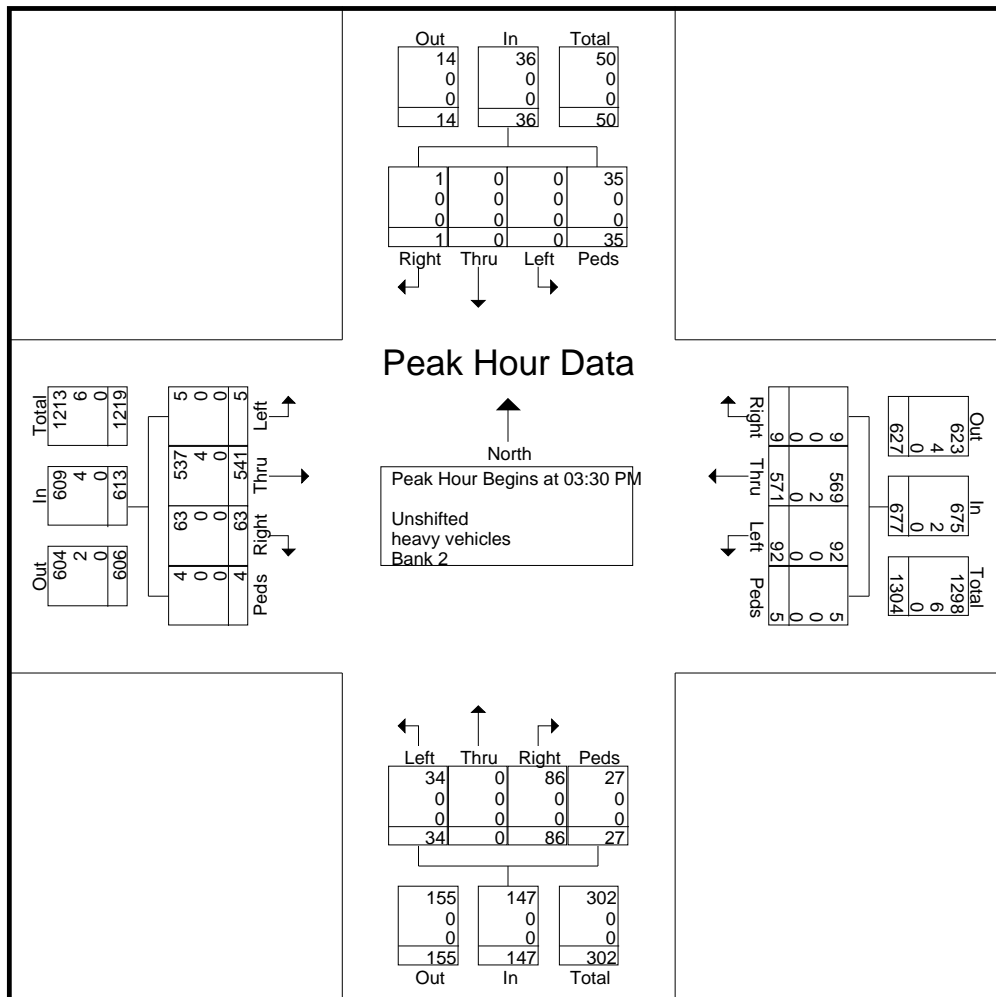 Out In Total
14 36 50
0 0 0
0 0 0
14 36 50
1 0 0 35
0 0 0 0
0 0 0 0
1 0 0 35
Right Thru Left Peds
Peak Hour Data
North
Peak Hour Begins at 03:30 PM
Unshifted
heavy vehicles
Bank 2
Total
1213 6 0 1219
In
609 4 0 613
Out
604 2 0 606
5 0 0 5 Left
537 4 0 541 Thru
63 0 0 63 Right
4 0 0 4 Peds
Right 9 0 0 9
Thru 571 0 2 569
Left 92 0 0 92
Peds 5 0 0 5
Out
627 0 4 623
In
677 0 2 675
Total
1304 0 6 1298
Left Thru Right Peds
34 0 86 27
0 0 0 0
0 0 0 0
34 0 86 27
155 147 302
0 0 0
0 0 0
155 147 302
Out In Total